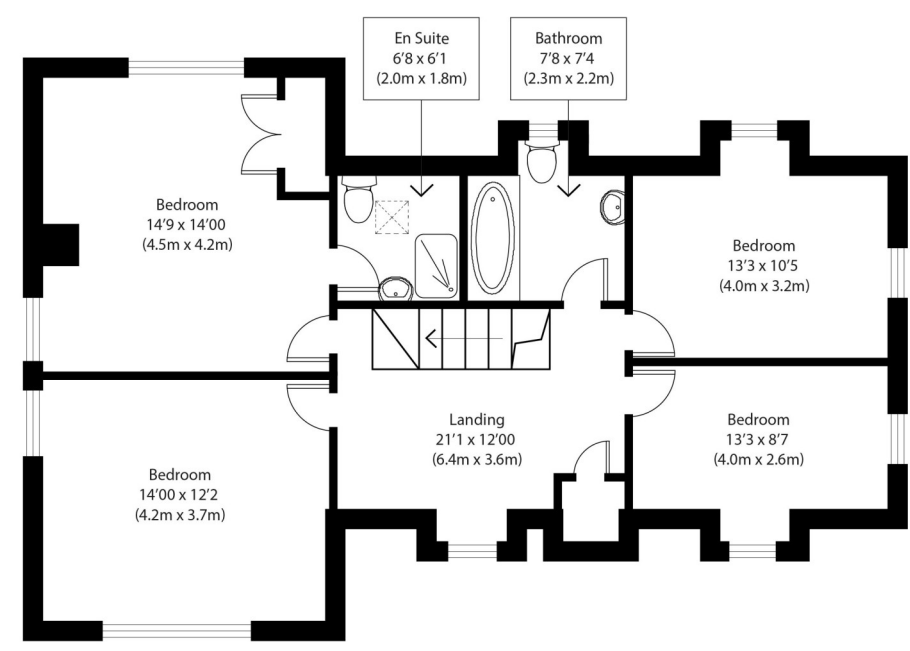 En Suite
6’8 x 6’1
(2.0m x 1.8m)
Bathroom
7’8 x 7’4
(2.3m x 2.2m)
Bedroom
14’9 x 14’00
(4.5m x 4.2m)
Bedroom
13’3 x 10’5
(4.0m x 3.2m)
Landing
21’1 x 12’00
(6.4m x 3.6m)
Bedroom
13’3 x 8’7
(4.0m x 2.6m)
Bedroom
14’00 x 12’2
(4.2m x 3.7m)